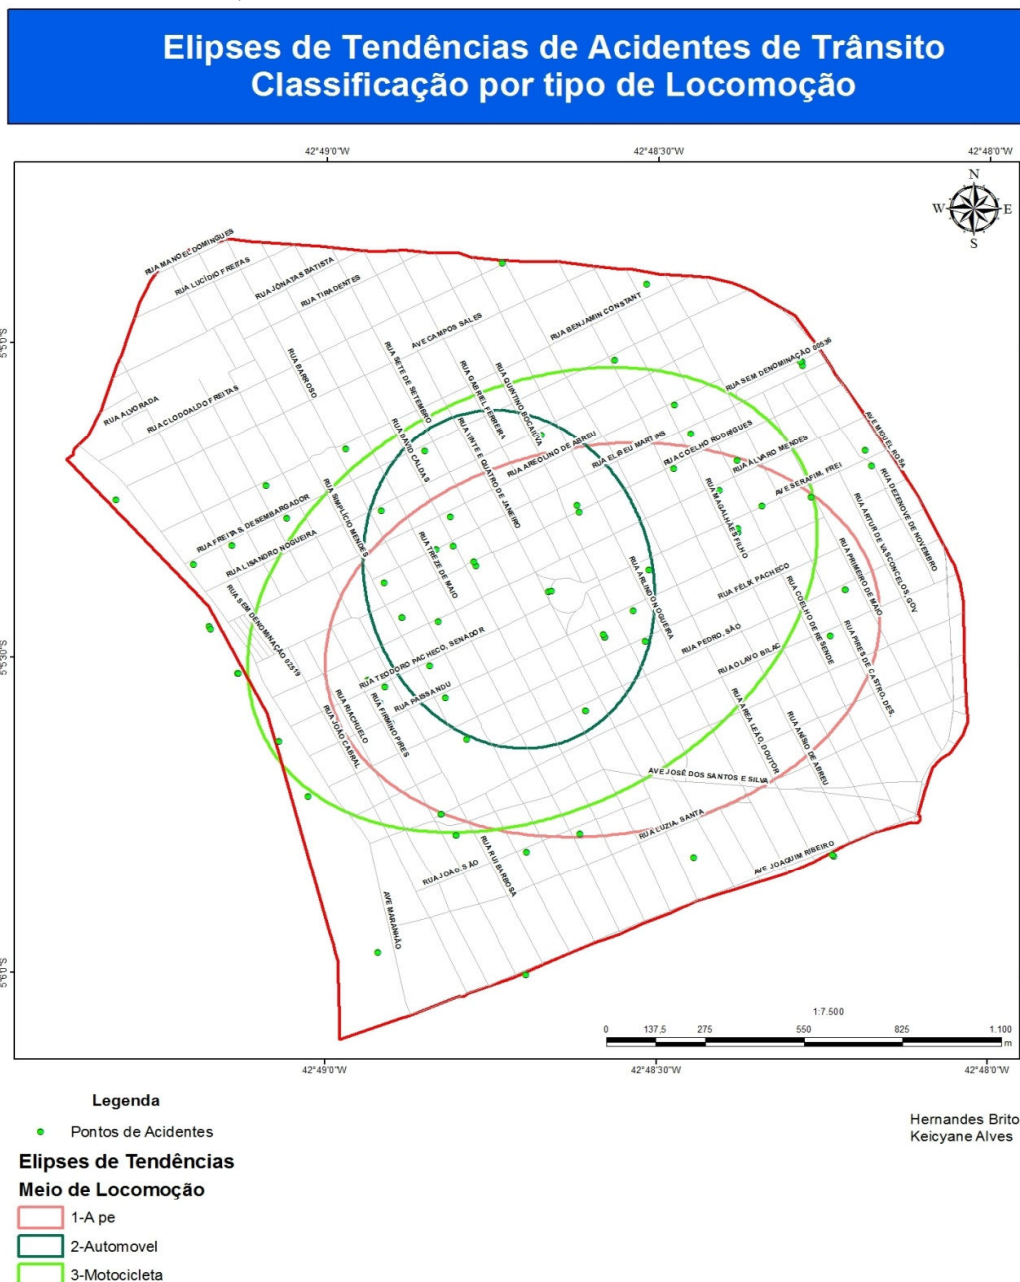 Elipses de Tendências de Acidentes de Trânsito
Classificação por tipo de Locomoção
42°49'0"W
42°48'30"W
42°48'0"W
N
W
E
S
RUA MANOEL DOMINGUES
RUA LUCÍDIO FREITAS
RUA JÔNATAS BATISTA
RUA TIRADENTES
AVE CAMPOS SALES
RUA BENJAMIN CONSTANT
RUA SEM DENOMINAÇÃO 00536
RUA BARROSO
RUA SETE DE SETEMBRO
RUA GABRIEL FERREIRA
RUA QUINTINO BOCAIUVA
RUA ALVORADA
RUA CLODOALDO FREITAS
RUA DAVID CALDAS
RUA VINTE E QUATRO DE JANEIRO
RUA AREOLINO DE ABREU
RUA ELISEU MARTINS
RUA COELHO RODRIGUES
RUA ÁLVARO MENDES
AVE SERAFIM, FREI
AVE MIGUEL ROSA
RUA DEZENOVE DE NOVEMBRO
RUA ARTUR DE VASCONCELOS, GOV.
RUA FREITAS, DESEMBARGADOR
RUA LISANDRO NOGUEIRA
RUA SIMPLÍCIO MENDES
RUA TREZE DE MAIO
RUA MAGALHÃES FILHO
RUA ARLINDO NOGUEIRA
RUA FÉLIX PACHECO
RUA PRIMEIRO DE MAIO
RUA COELHO DE RESENDE
RUA PIRES DE CASTRO, DES.
RUA SEM DENOMINAÇÃO 02519
RUA TEODORO PACHECO, SENADOR
RUA PEDRO, SÃO
RUA OLAVO BILAC
RUA PAISSANDU
RUA RIACHUELO
RUA FIRMINO PIRES
RUA JOÃO CABRAL
RUA AREA LEÃO, DOUTOR
RUA ANÍSIO DE ABREU
AVE JOSÉ DOS SANTOS E SILVA
RUA LUZIA, SANTA
AVE JOAQUIM RIBEIRO
RUA JOÃO, SÃO
RUA RUI BARBOSA
AVE MARANHÃO
1:7.500
0 137,5 275 550 825 1.100
m
42°49'0"W
42°48'30"W
42°48'0"W
Legenda
Pontos de Acidentes
Hernandes Brito
Keicyane Alves
Elipses de Tendências
Meio de Locomoção
1-A pe
2-Automovel
3-Motocicleta